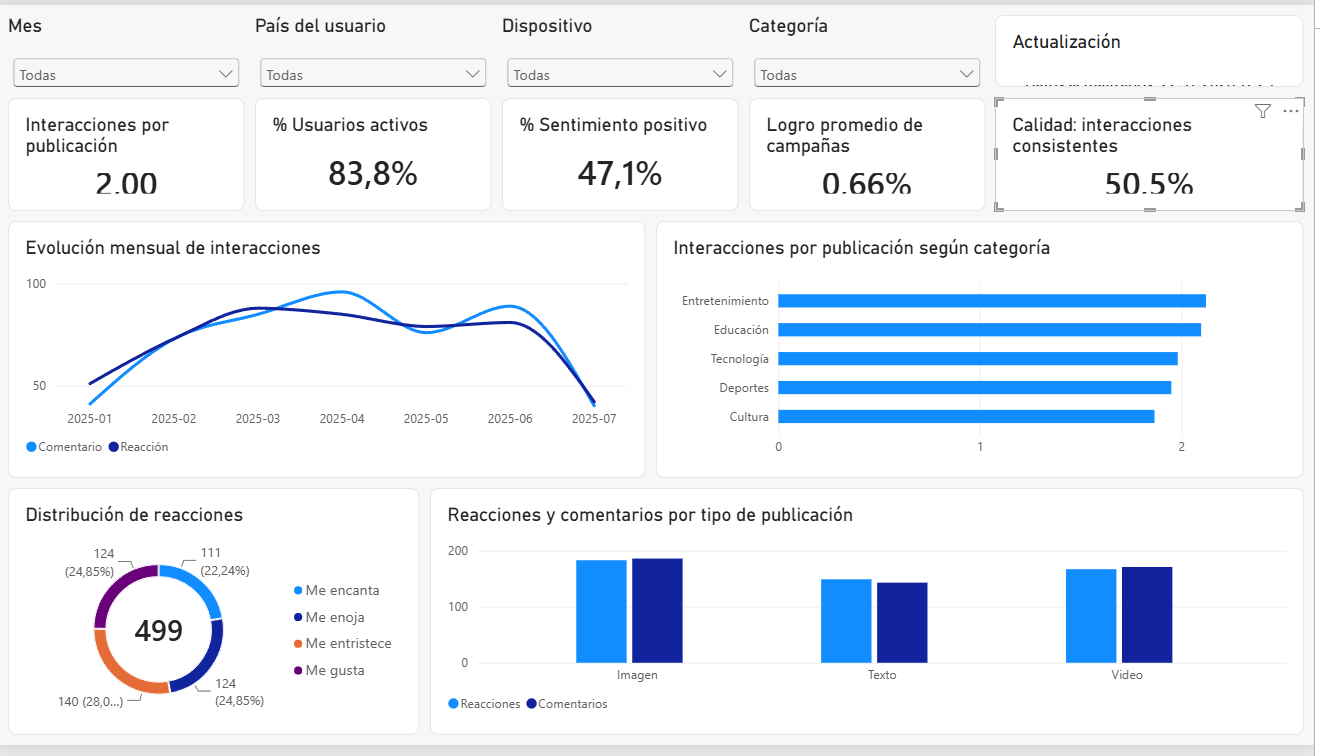 Mes
País del usuario
Dispositivo
Categoría
Actualización
Todas
Todas
Todas
Todas
Interacciones por
publicación
2.00
% Usuarios activos
83,8%
% Sentimiento positivo
47,1%
Logro promedio de
campañas
0.66%
Calidad: interacciones
consistentes
50.5%
Evolución mensual de interacciones
100
50
2025-01
2025-02
2025-03
2025-04
2025-05
2025-06
2025-07
Comentario
Reacción
Interacciones por publicación según categoría
Entretenimiento
Educación
Tecnología
Deportes
Cultura
0
1
2
Distribución de reacciones
124
(24,85%)
111
(22,24%)
499
140 (28,0...)
124
(24,85%)
Me encanta
Me enoja
Me entristece
Me gusta
Reacciones y comentarios por tipo de publicación
200
100
0
Imagen
Texto
Video
Reacciones
Comentarios